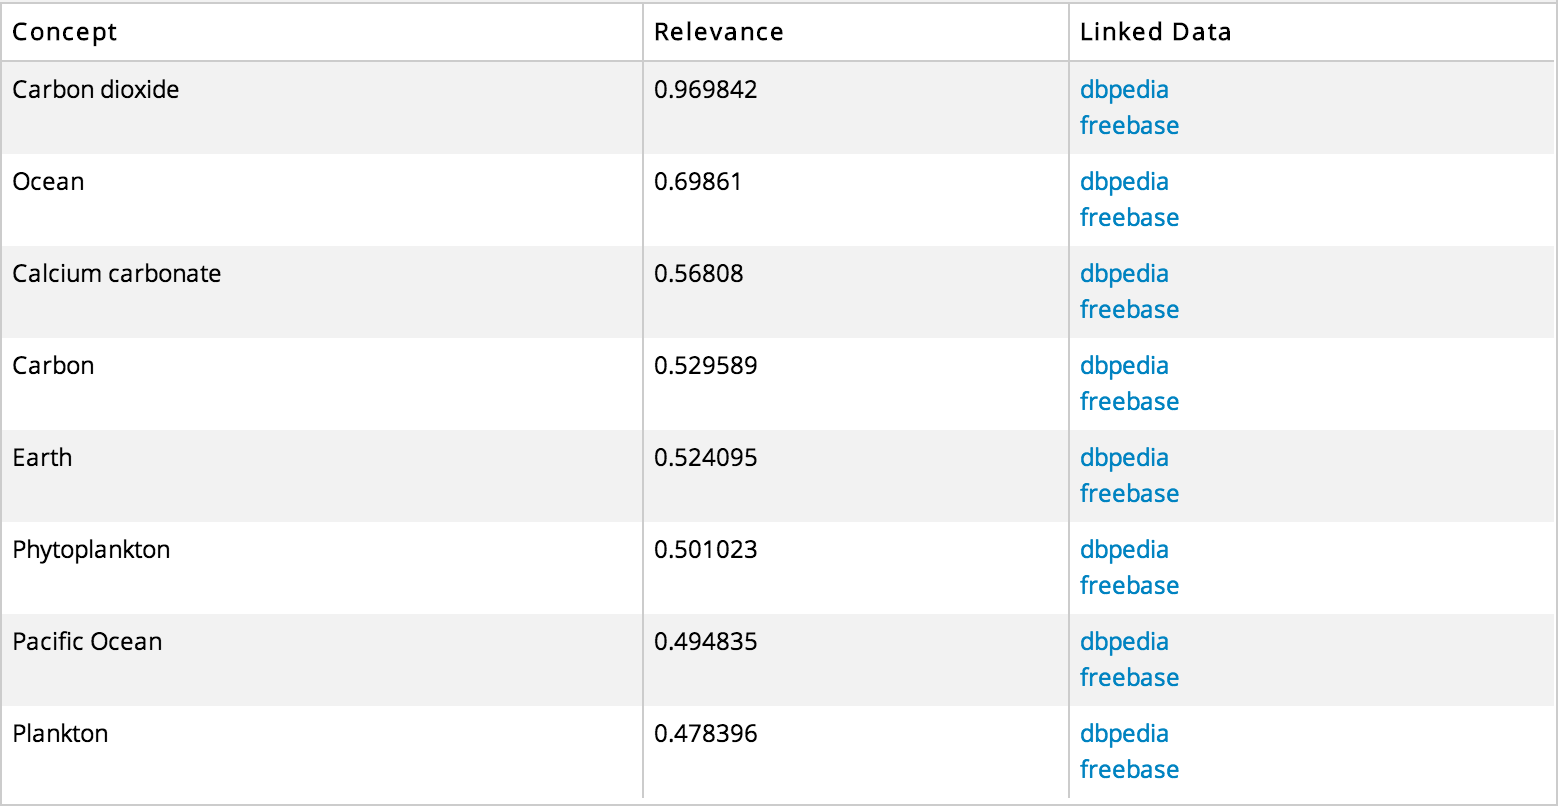 Concept Relevance Linked Data
Carbon dioxide 0.969842 dbpedia
freebase
Ocean 0.69861 dbpedia
freebase
Calcium carbonate 0.56808 dbpedia
freebase
Carbon 0.529589 dbpedia
freebase
Earth 0.524095 dbpedia
freebase
Phytoplankton 0.501023 dbpedia
freebase
Pacific Ocean 0.494835 dbpedia
freebase
Plankton 0.478396 dbpedia
freebase